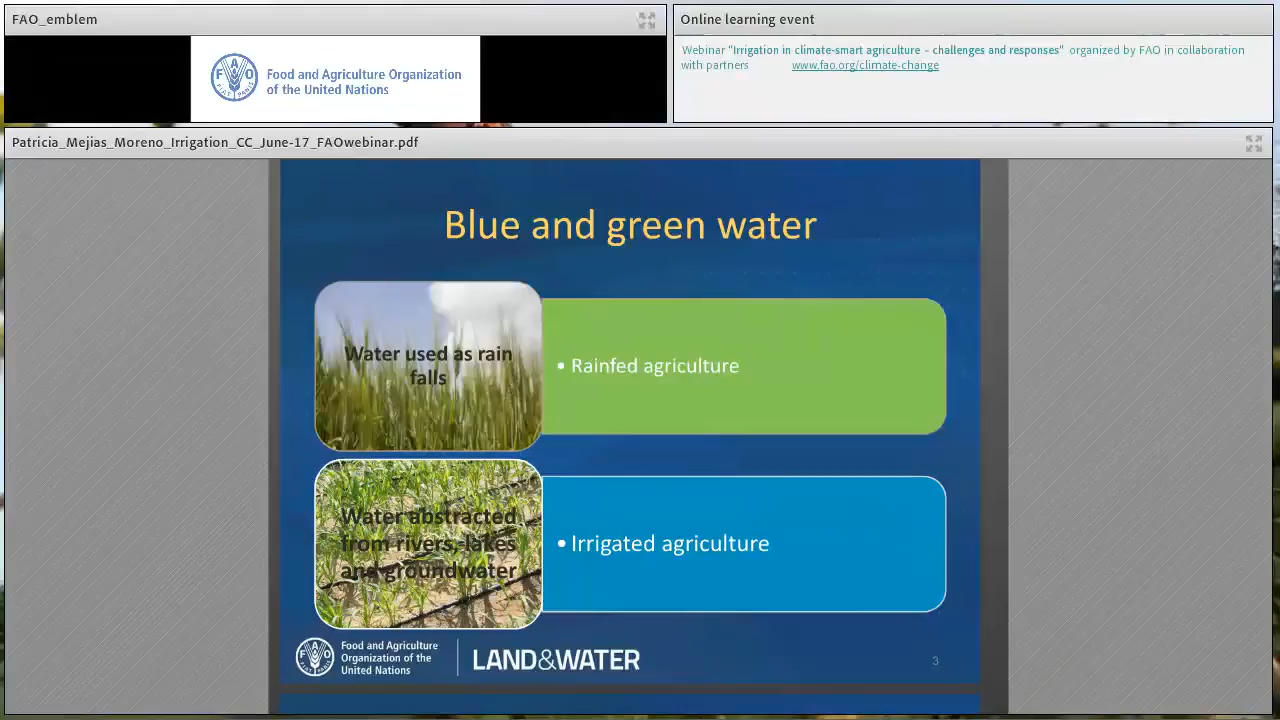 FAO_emblem
Food and Agriculture Organization
of the United Nations
Online learning event
Webinar "Irrigation in climate-smart agriculture - challenges and responses" organized by FAO in collaboration
with partners www.fao.org/climate-change
Patricia_Mejias_Moreno_Irrigation_CC_June-17_FAOwebinar.pdf
Blue and green water
Water used as rain
falls
• Rainfed agriculture
Water abstracted
from rivers, lakes
and groundwater
• Irrigated agriculture
FAO
FIAT PANIS
Food and Agriculture
Organization of the
United Nations
LAND&WATER
3